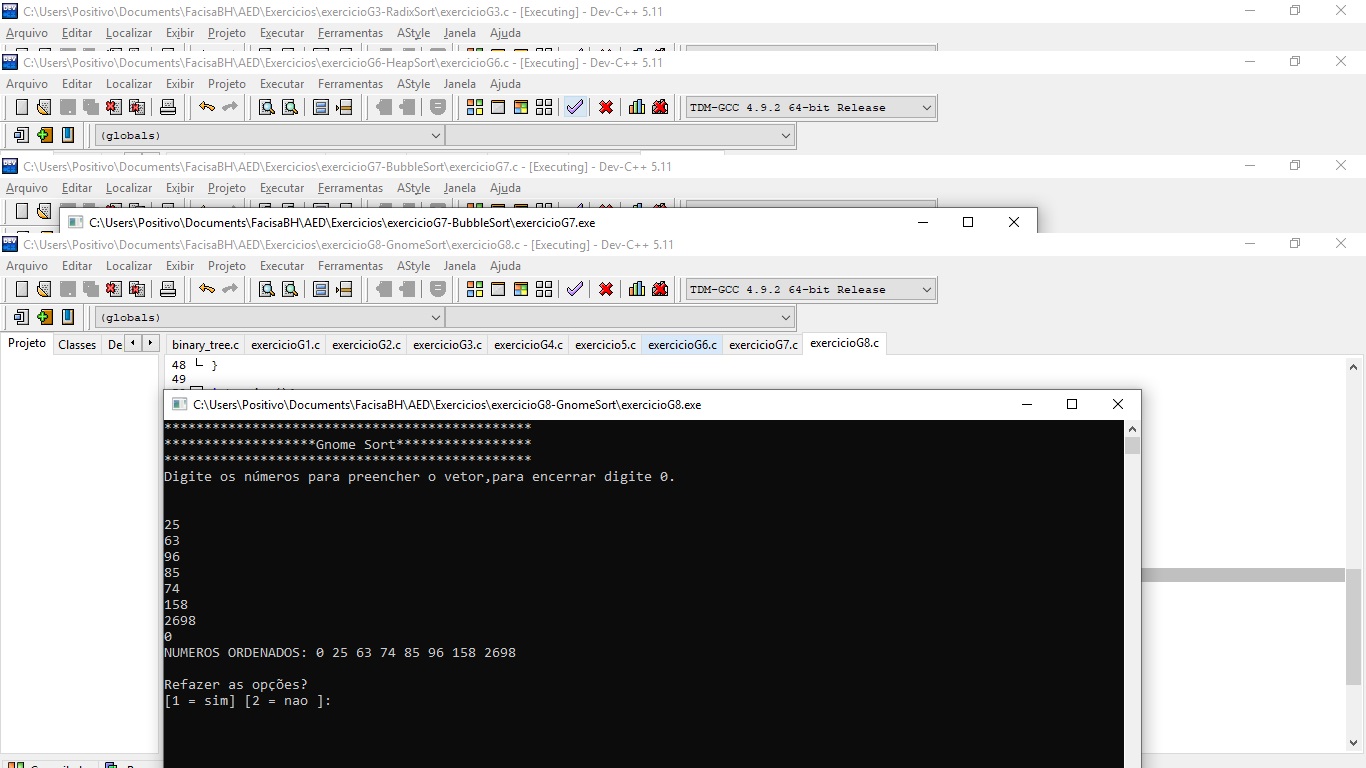 C:\Users\Positivo\Documents\FacisaBH\AED\Exercicios\exercicioG3-RadixSort\exercicioG3.c - [Executing] - Dev-C++ 5.11
Arquivo Editar Localizar Exibir Projeto Executar Ferramentas AStyle Janela Ajuda
C:\Users\Positivo\Documents\FacisaBH\AED\Exercicios\exercicioG6-HeapSort\exercicioG6.c - [Executing] - Dev-C++ 5.11
Arquivo Editar Localizar Exibir Projeto Executar Ferramentas AStyle Janela Ajuda
TDM-GCC 4.9.2 64-bit Release
(globals)
C:\Users\Positivo\Documents\FacisaBH\AED\Exercicios\exercicioG7-BubbleSort\exercicioG7.c - [Executing] - Dev-C++ 5.11
Arquivo Editar Localizar Exibir Projeto Executar Ferramentas AStyle Janela Ajuda
C:\Users\Positivo\Documents\FacisaBH\AED\Exercicios\exercicioG7-BubbleSort\exercicioG7.exe
C:\Users\Positivo\Documents\FacisaBH\AED\Exercicios\exercicioG8-GnomeSort\exercicioG8.c - [Executing] - Dev-C++ 5.11
Arquivo Editar Localizar Exibir Projeto Executar Ferramentas AStyle Janela Ajuda
TDM-GCC 4.9.2 64-bit Release
(globals)
Projeto Classes De binary_tree.c exercicioG1.c exercicioG2.c exercicioG3.c exercicioG4.c exercicio5.c exercicioG6.c exercicioG7.c exercicioG8.c
48 }
49
C:\Users\Positivo\Documents\FacisaBH\AED\Exercicios\exercicioG8-GnomeSort\exercicioG8.exe
**********************************************
*******************Gnome Sort*****************
**********************************************
Digite os números para preencher o vetor,para encerrar digite 0.
25
63
96
85
74
158
2698
0
NUMEROS ORDENADOS: 0 25 63 74 85 96 158 2698
Refazer as opções?
[1 = sim] [2 = nao ]: